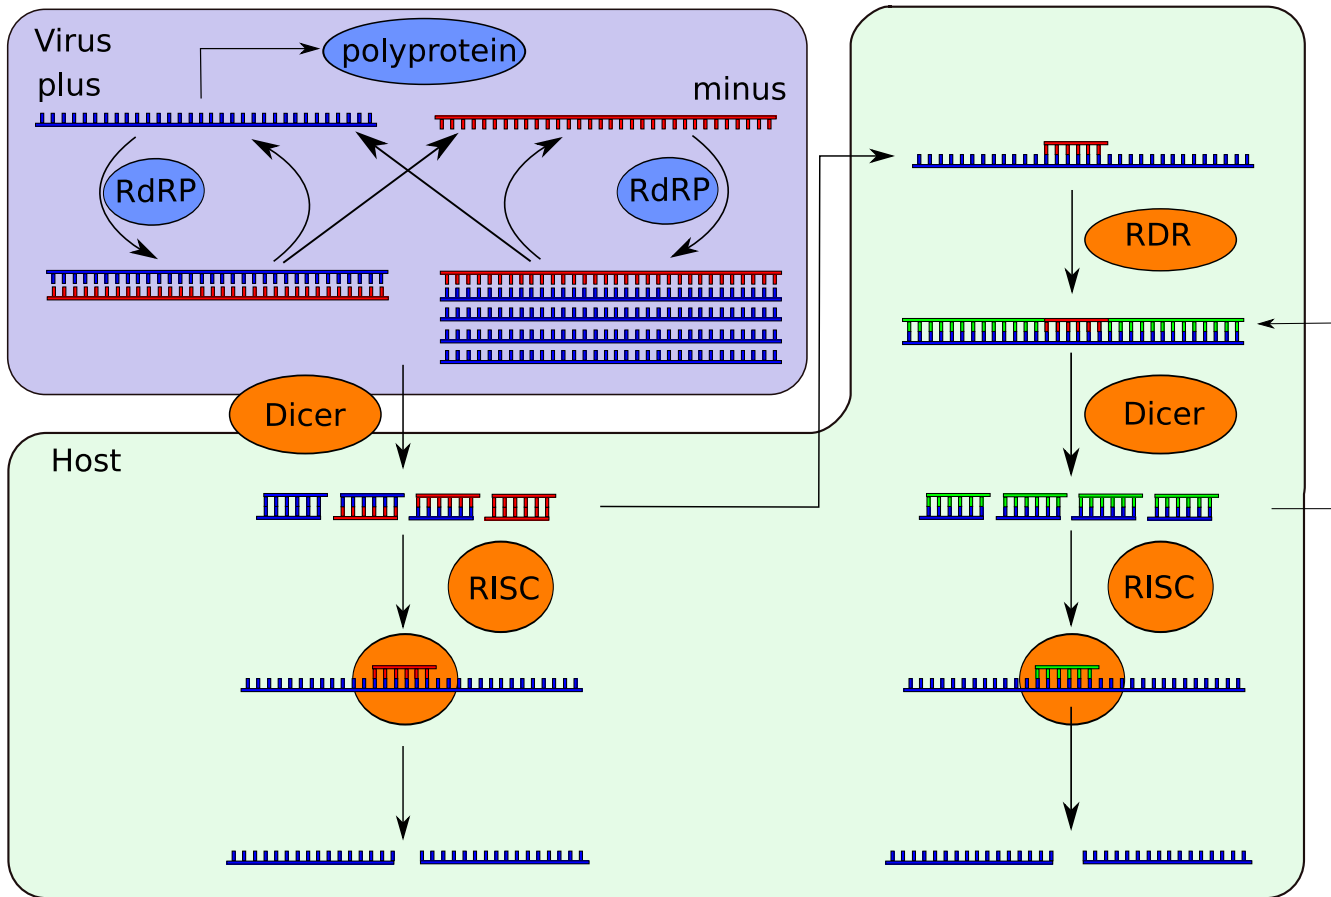 Virus
plus
polyprotein
minus
RdRP
RdRP
RDR
Dicer
Dicer
Host
RISC
RISC